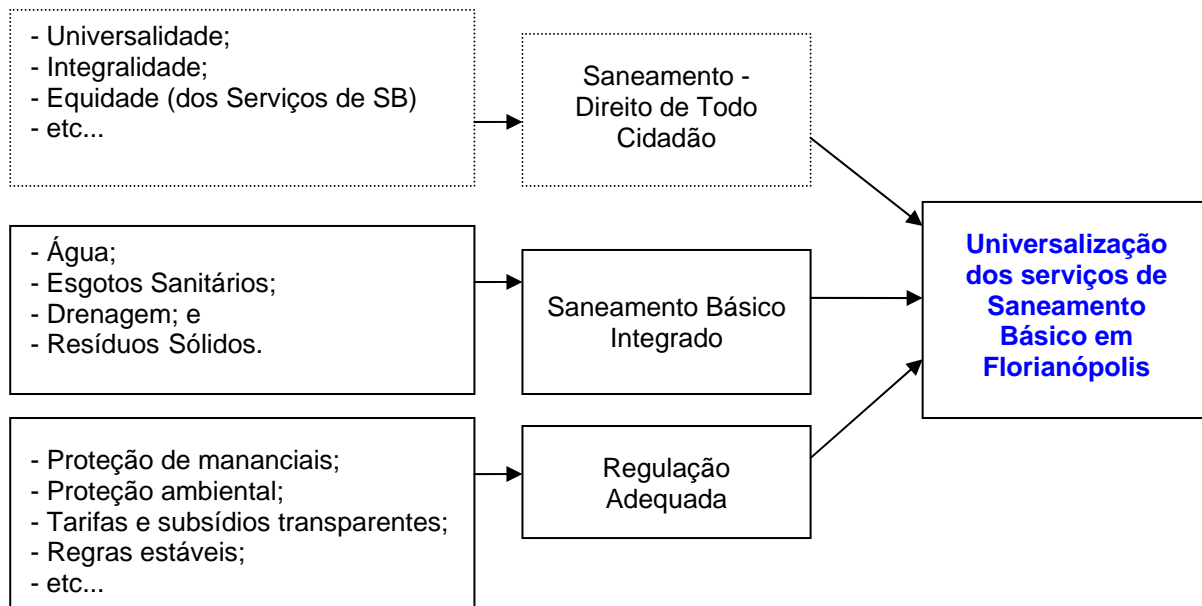 - Universalidade;
- Integralidade;
- Equidade (dos Serviços de SB)
- etc...
Saneamento -
Direito de Todo
Cidadão
- Água;
- Esgotos Sanitários;
- Drenagem; e
- Resíduos Sólidos.
Saneamento Básico
Integrado
- Proteção de mananciais;
- Proteção ambiental;
- Tarifas e subsídios transparentes;
- Regras estáveis;
- etc...
Regulação
Adequada
Universalização
dos serviços de
Saneamento
Básico em
Florianópolis